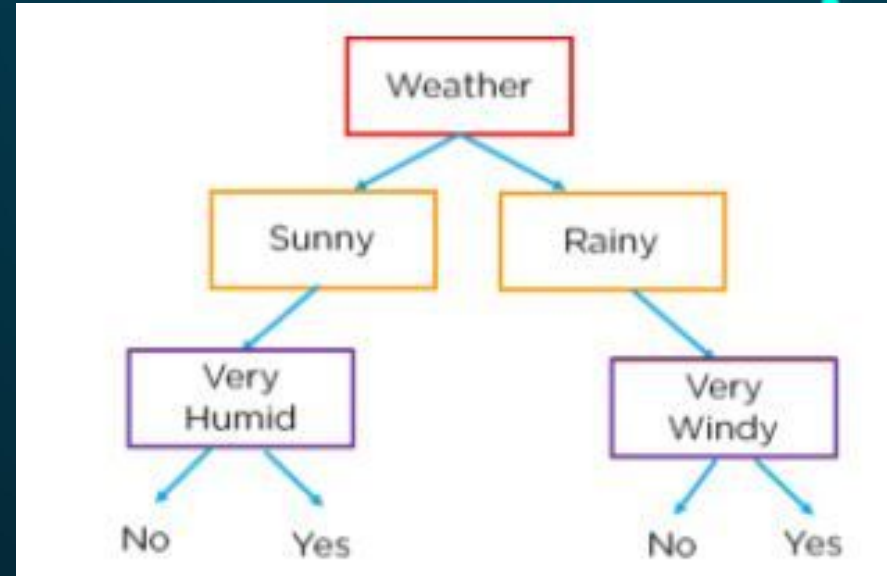 Weather
Sunny
Rainy
Very
Humid
Very
Windy
No
Yes
No
Yes